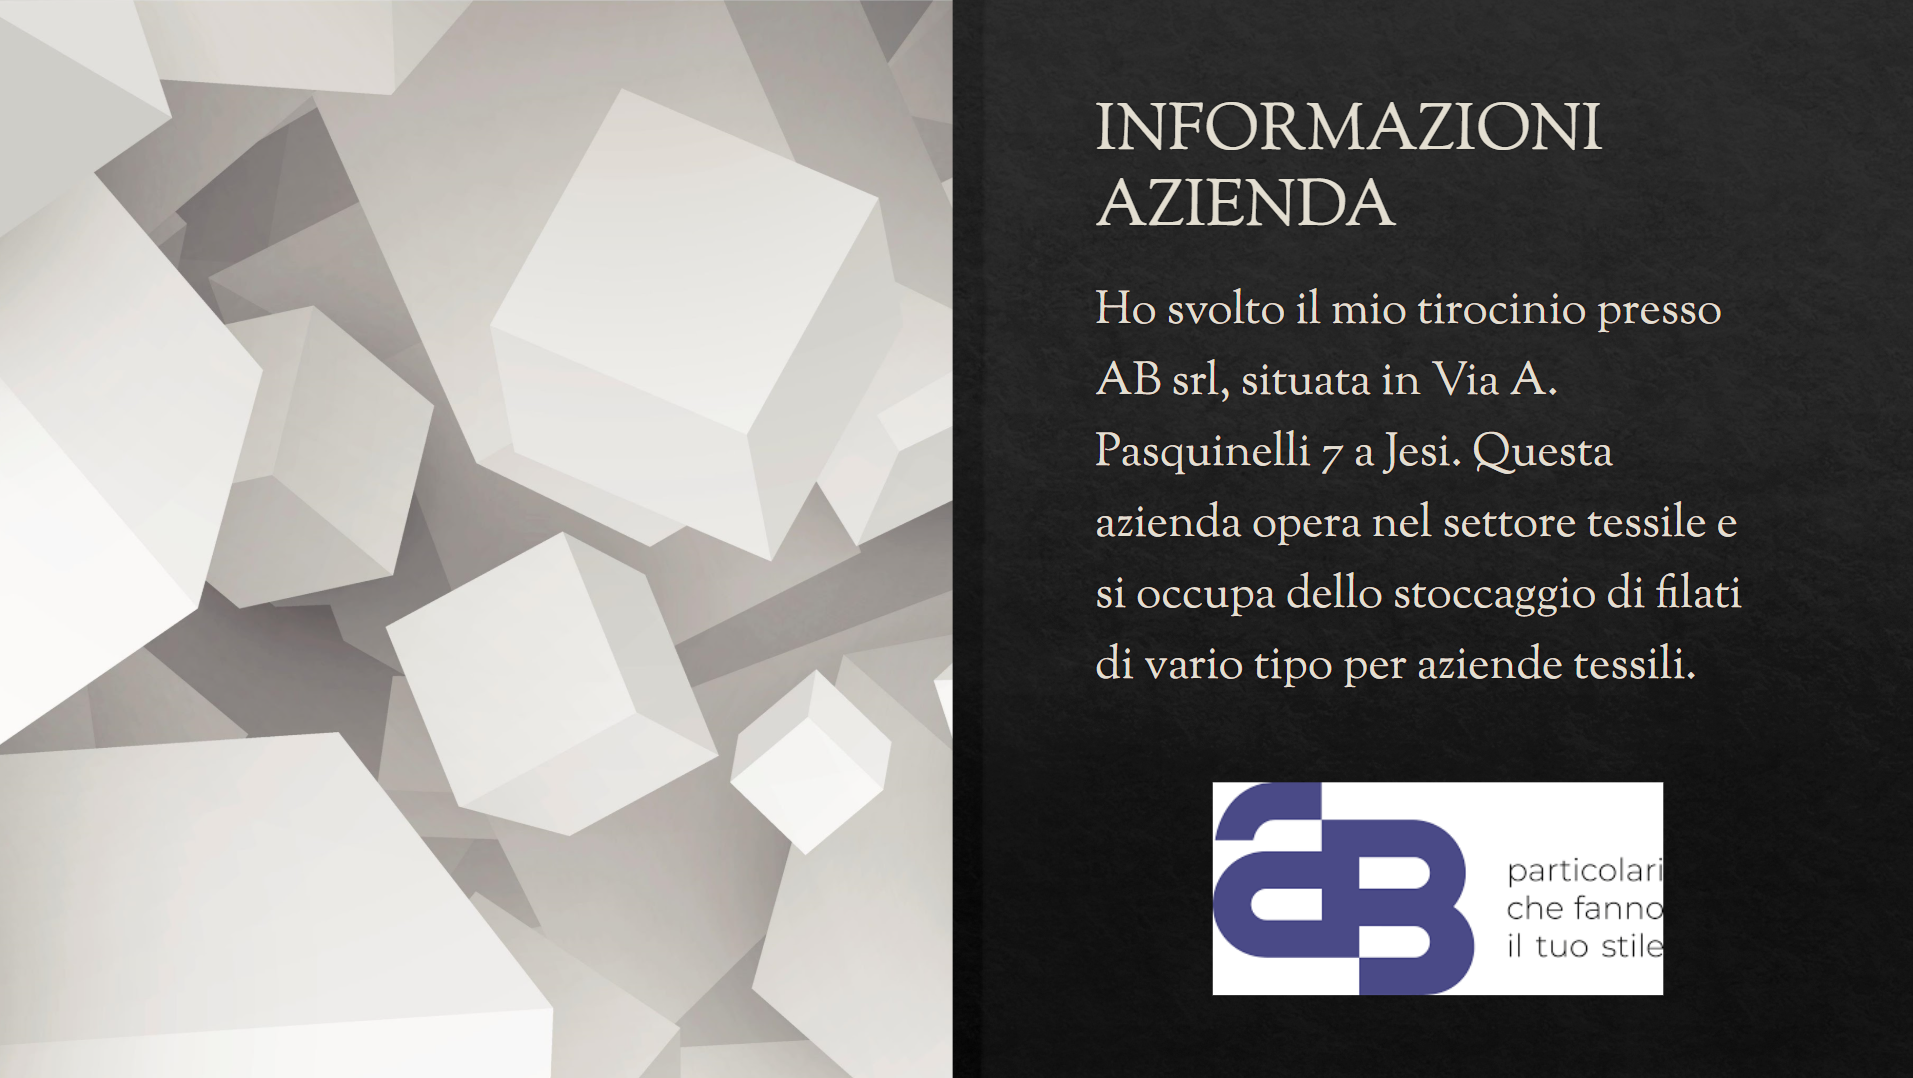 INFORMAZIONI
AZIENDA
Ho svolto il mio tirocinio presso
AB srl, situata in Via A.
Pasquinelli 7 a Jesi. Questa
azienda opera nel settore tessile e
si occupa dello stoccaggio di filati
di vario tipo per aziende tessili.
aB
particolari
che fanno
il tuo stile